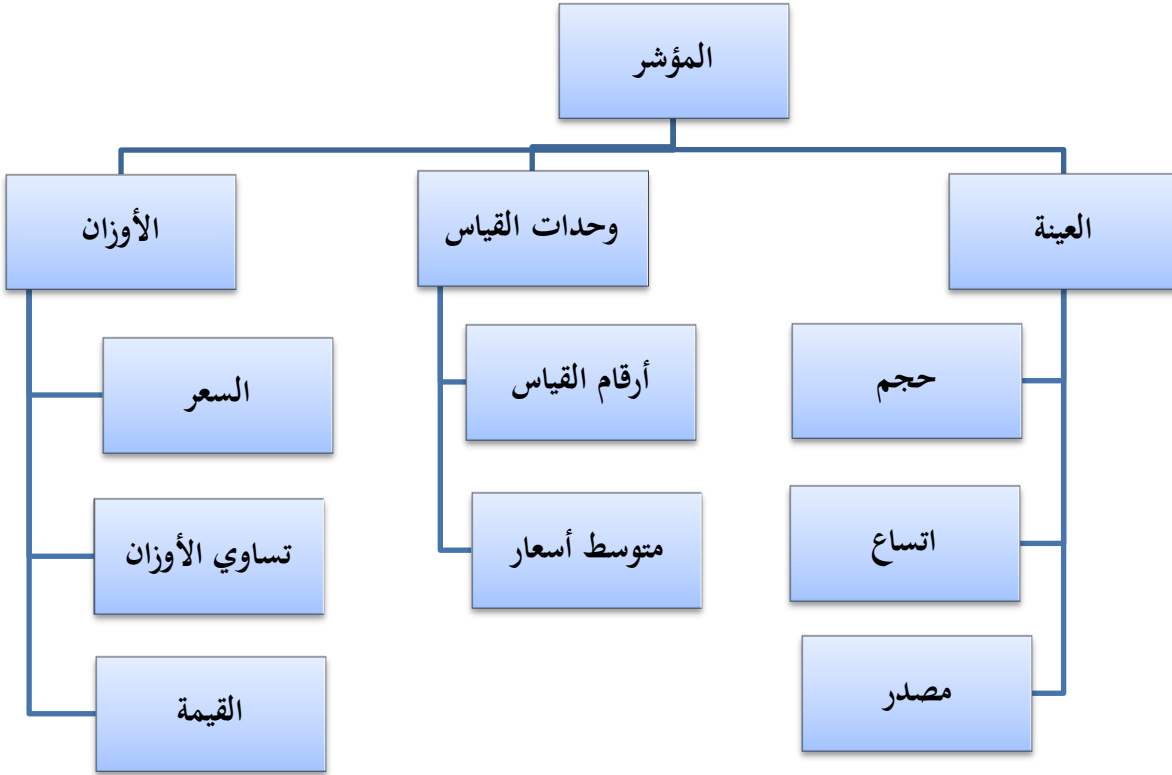 المؤشر
العينة
وحدات القياس
الأوزان
حجم
أرقام القياس
السعر
اتساع
متوسط أسعار
تساوي الأوزان
مصدر
القيمة